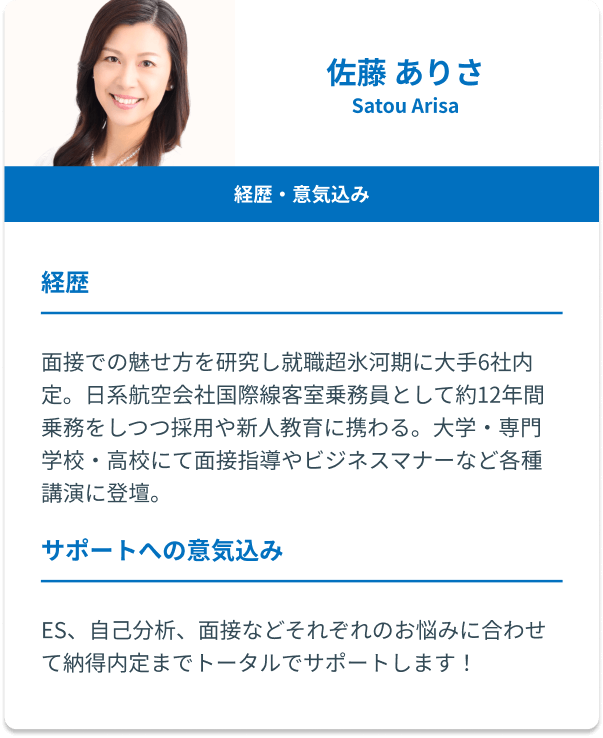 佐藤 ありさ
Satou Arisa
経歴・意気込み
経歴
面接での魅せ方を研究し就職超氷河期に大手6社内
定。日系航空会社国際線客室乗務員として約12年間
乗務をしつつ採用や新人教育に携わる。大学・専門
学校・高校にて面接指導やビジネスマナーなど各種
講演に登壇。
サポートへの意気込み
ES、自己分析、面接などそれぞれのお悩みに合わせ
て納得内定までトータルでサポートします！